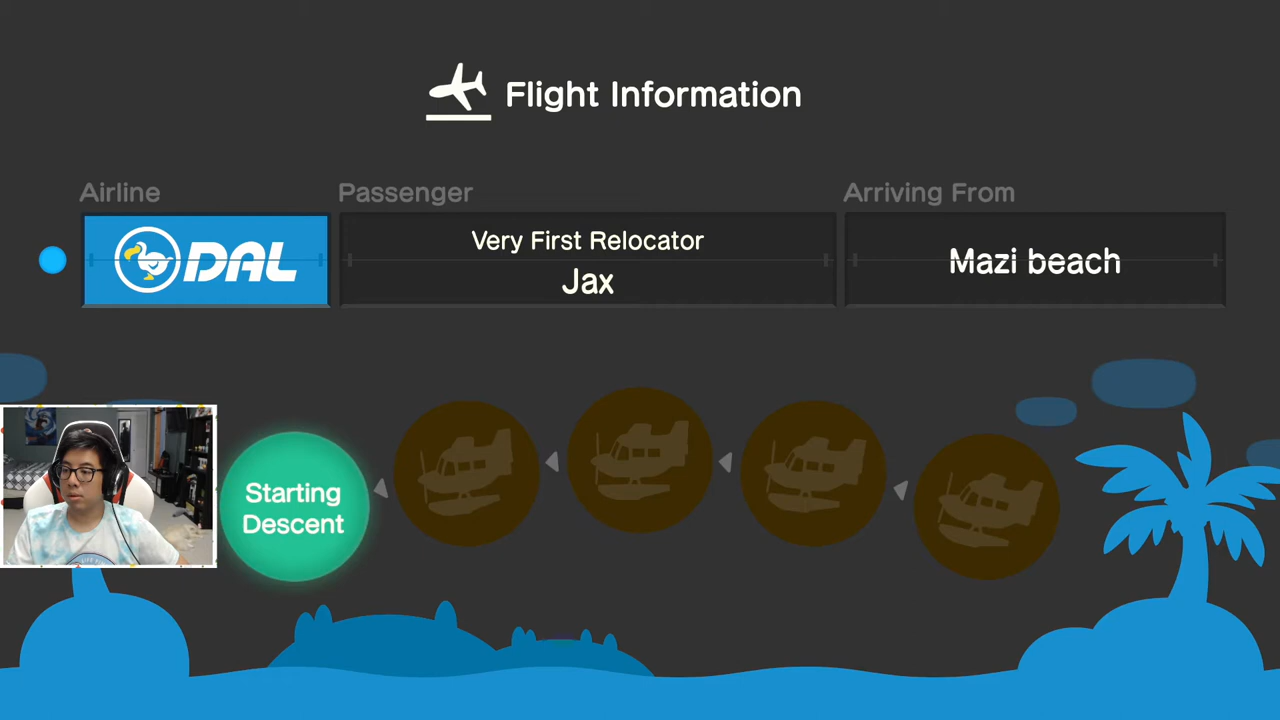 Flight Information
Airline
Passenger
Arriving From
DAL
Very First Relocator
Jax
Mazi beach
Starting
Descent